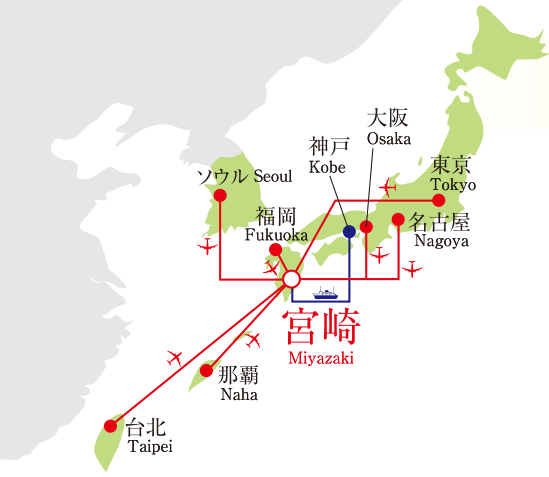 大阪
Osaka
神戸
Kobe
東京
Tokyo
ソウル Seoul
福岡
Fukuoka
名古屋
Nagoya
宮崎
Miyazaki
那覇
Naha
台北
Taipei